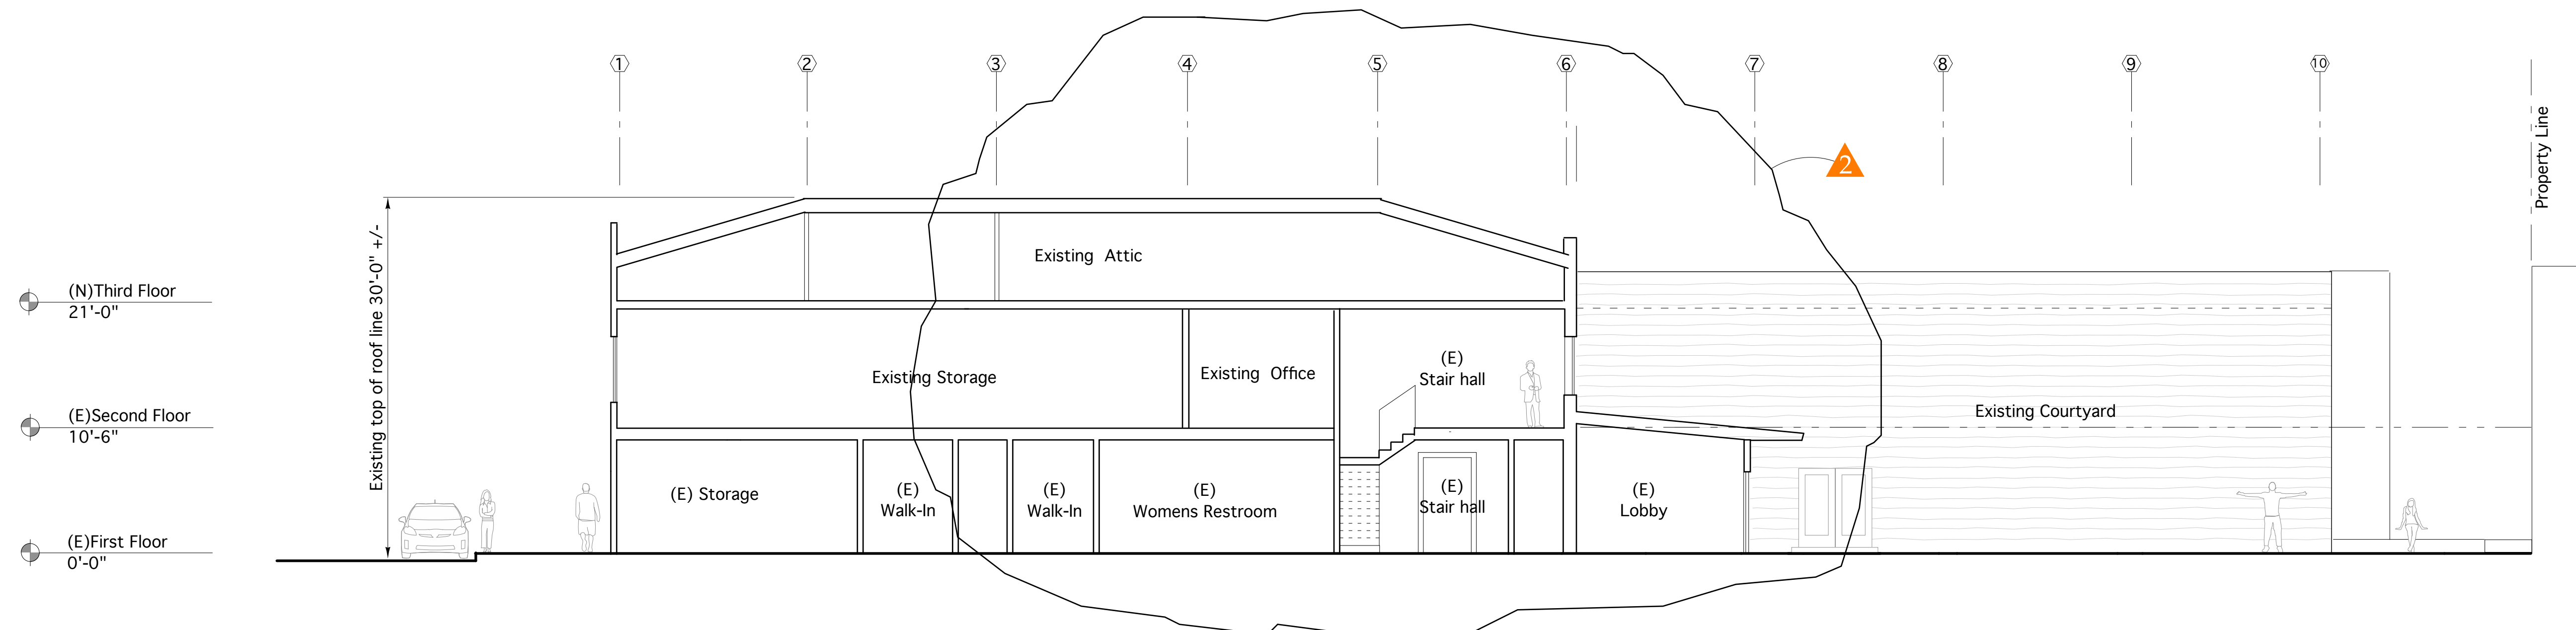 1
2
3
4
5
6
7
8
9
10
Property Line
2
Existing top of roof line 30'-0" +/-
Existing  Attic
(N)Third Floor
21'-0"
Existing Storage
Existing  Office
(E)
Stair hall
(E)Second Floor
10'-6"
Existing Courtyard
(E) Storage
(E)
Walk-In
(E)
Walk-In
(E)
Womens Restroom
(E)
Stair hall
(E)
Lobby
(E)First Floor
0'-0"